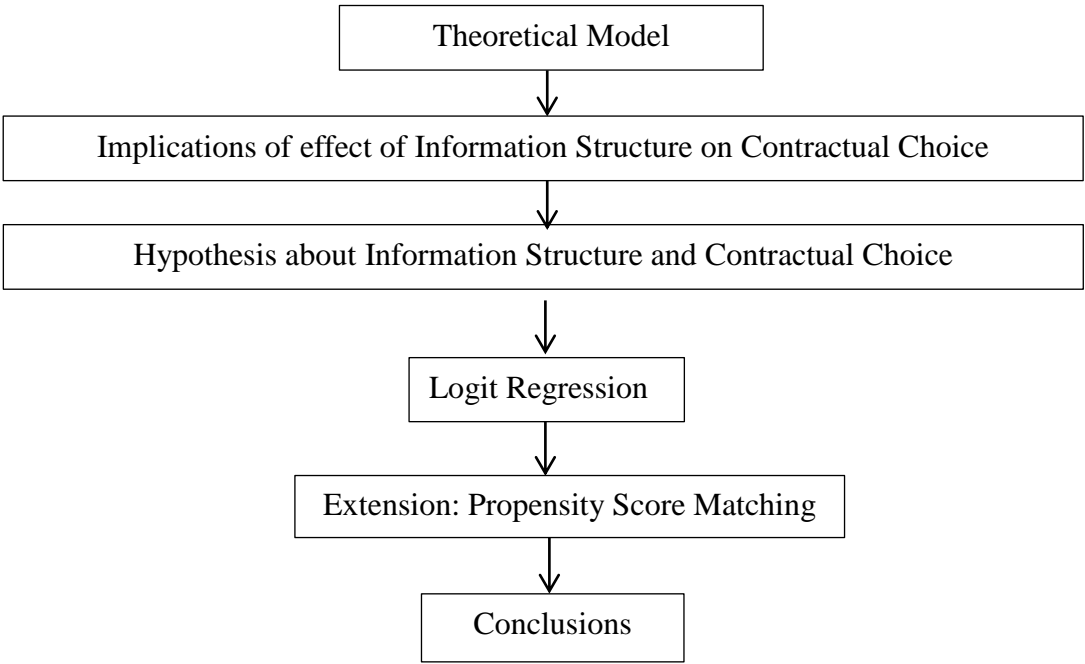 Theoretical Model
Implications of effect of Information Structure on Contractual Choice
Hypothesis about Information Structure and Contractual Choice
Logit Regression
Extension: Propensity Score Matching
Conclusions